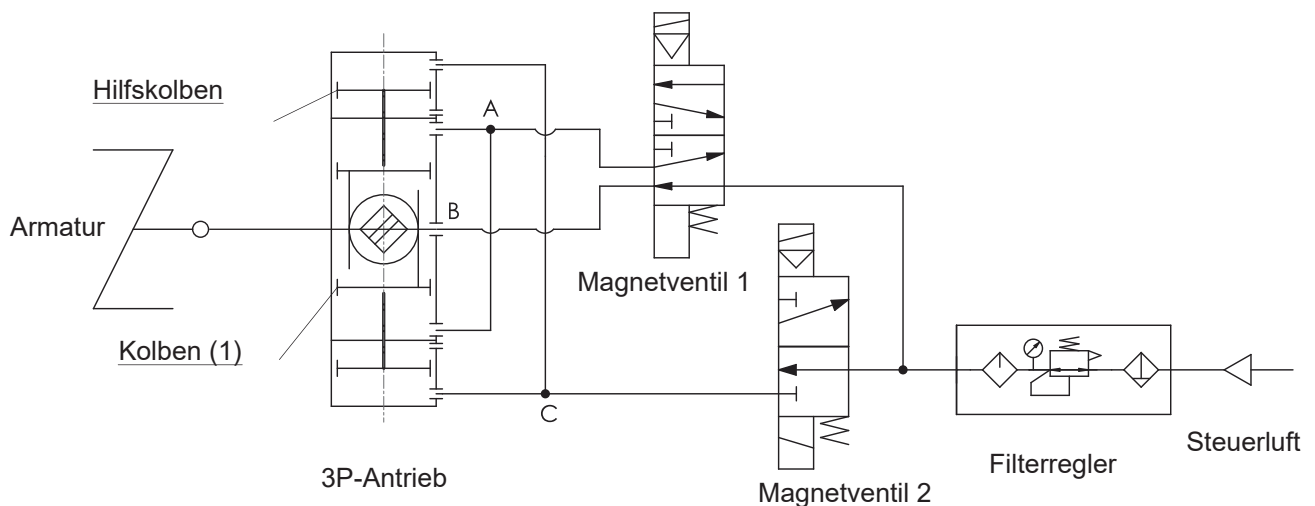 Hilfskolben
A
Armatur
B
Magnetventil 1
Kolben (1)
C
3P-Antrieb
Magnetventil 2
Filterregler
Steuerluft